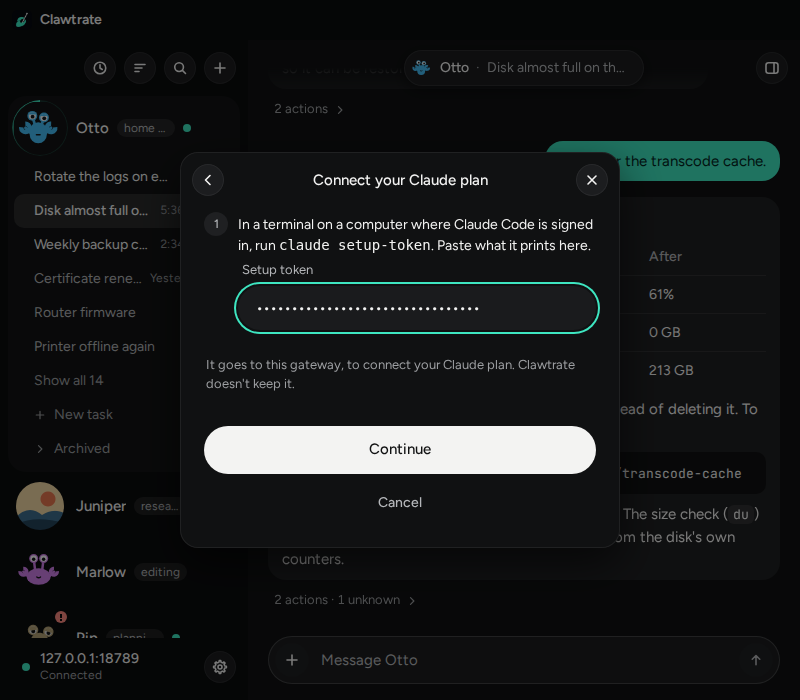 Clawtrate
Otto · Disk almost full on th...
2 actions
Otto home ...
the transcode cache.
Rotate the logs on e...
Disk almost full o... 5:36
Weekly backup c... 2:34
Certificate rene... Yeste
Router firmware
Printer offline again
Show all 14
+ New task
Archived
Juniper resea...
Marlow editing
Pip planni...
127.0.0.1:18789
Connected
Connect your Claude plan
1 In a terminal on a computer where Claude Code is signed
in, run claude setup-token. Paste what it prints here.
Setup token
It goes to this gateway, to connect your Claude plan. Clawtrate
doesn't keep it.
Continue
Cancel
After
61%
0 GB
213 GB
ead of deleting it. To
/transcode-cache
The size check (du)
om the disk's own
counters.
2 actions · 1 unknown
Message Otto